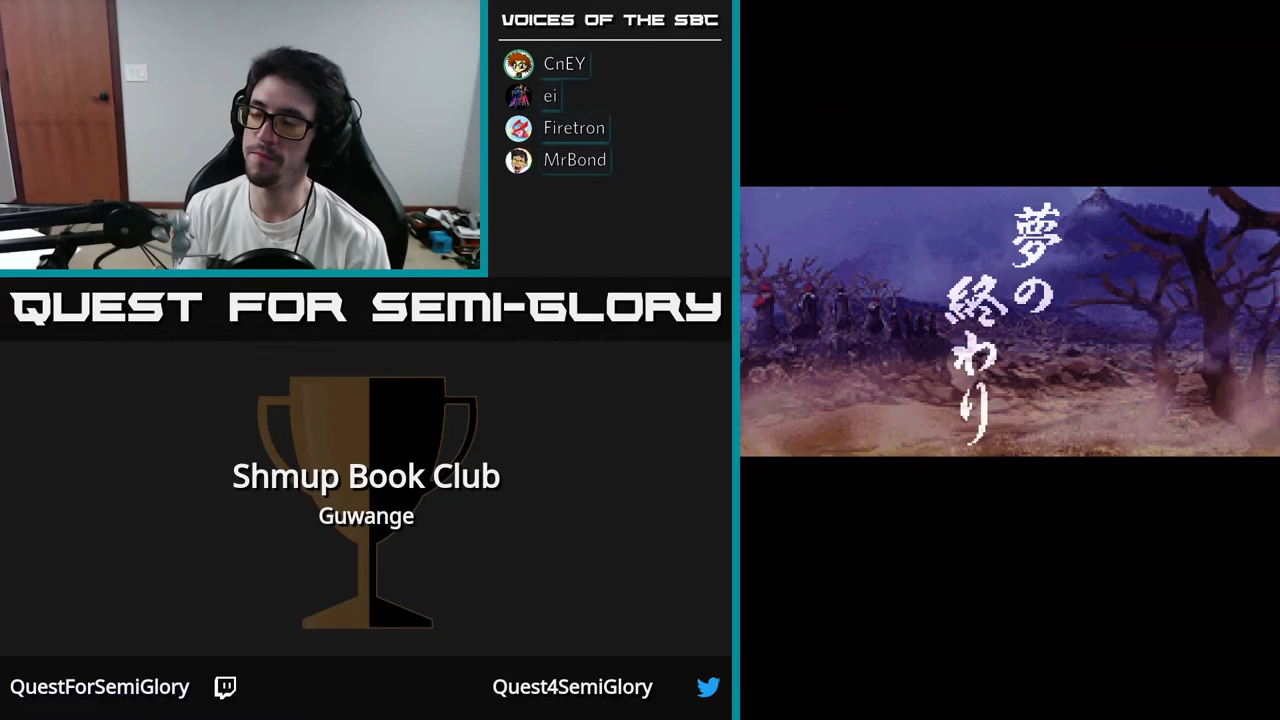 VOICES OF THE SBC
CnEY
ei
Firetron
MrBond
QUEST FOR SEMI-GLORY
Shmup Book Club
Guwange
QuestForSemiGlory
Quest4SemiGlory
夢の
終わり